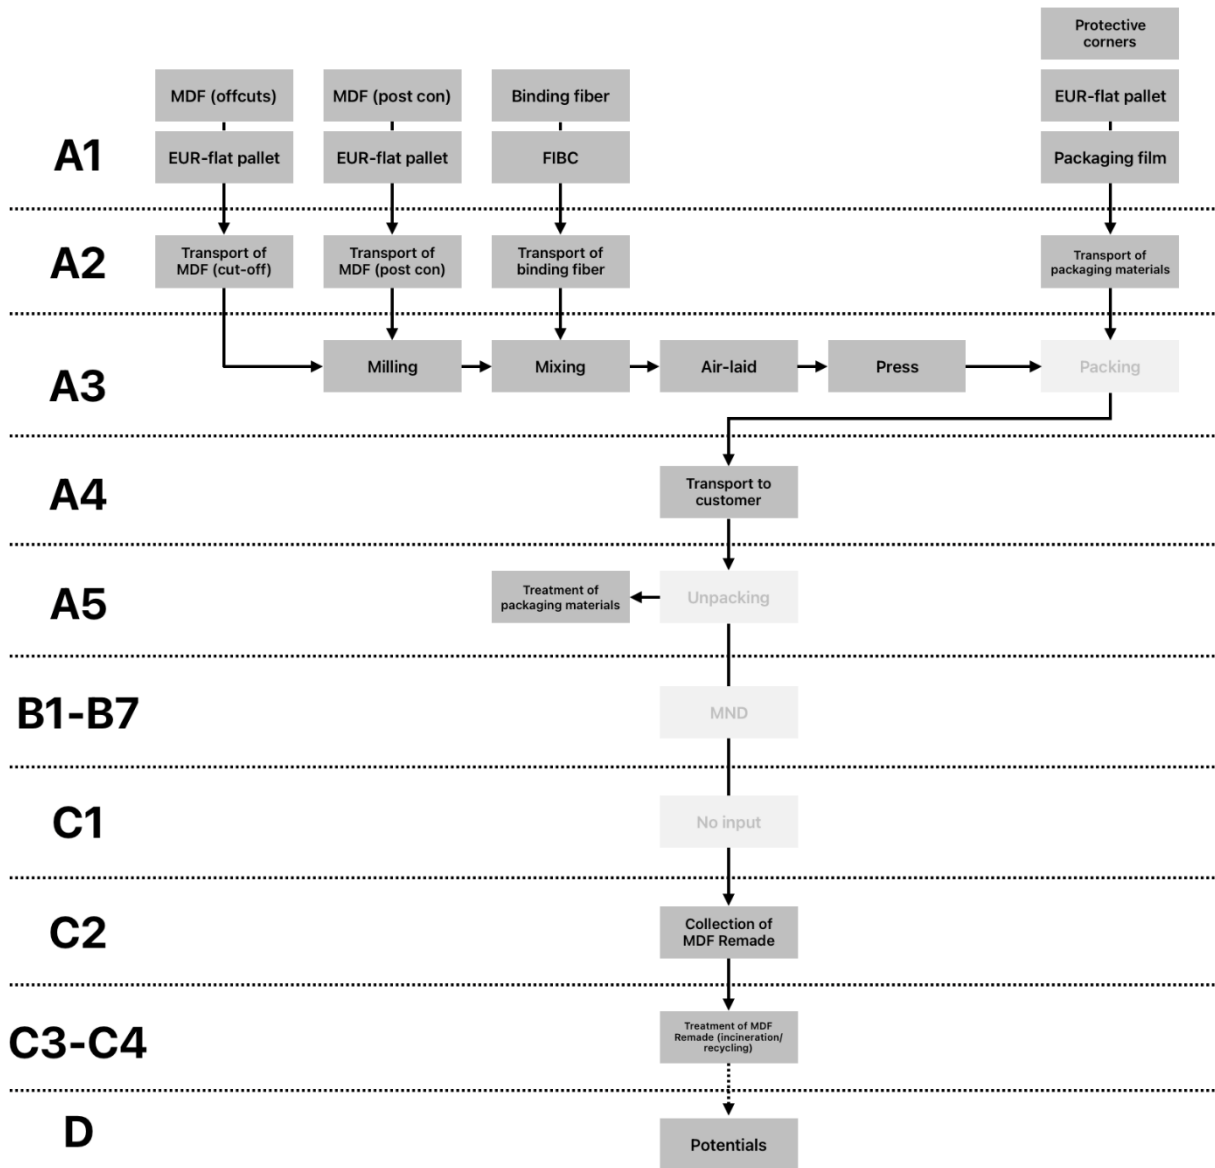 Protective
corners
MDF (offcuts)
MDF (post con)
Binding fiber
EUR-flat pallet
A1
EUR-flat pallet
EUR-flat pallet
FIBC
Packaging film
A2
Transport of
MDF (cut-off)
Transport of
MDF (post con)
Transport of
binding fiber
Transport of
packaging materials
A3
Milling
Mixing
Air-laid
Press
Packing
A4
Transport to
customer
A5
Treatment of
packaging materials
Unpacking
B1-B7
MND
C1
No input
C2
Collection of
MDF Remade
C3-C4
Treatment of MDF
Remade (incineration/
recycling)
D
Potentials